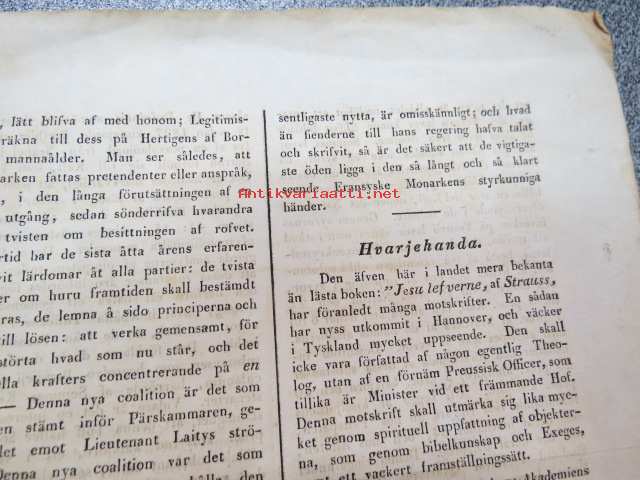 , lätt blifva af med honom; Legitimis-
räkna till dess på Hertigens af Bor-
mannaålder. Man ser således, att
arken fattas pretendenter eller anspråk,
, i den långa förutsättningen af
utgång, sedan sönderrifva hvarandra
tvisten om besittningen af rofvet.
rtid har de sista åtta årens erfaren-
vit lärdomar åt alla partier: de tvista
er om huru framtiden skall bestämdt
ras, de lemna å sido principerna och
till lösen: att verka gemensamt, för
störta hvad som nu står, och det
lla krafters concentrerande på en
— Denna nya coalition är det som
en stämt inför Pärskammaren, ge-
det emot Lieutenant Laitys strö-
Denna nya coalition var det som
den
sentligaste nytta, är omisskännligt; och hvad
än fienderne till hans regering hafva talat
och skrifvit, så är det säkert att de vigtiga-
ste öden ligga i den så långt och så klart
seende Fransyske Monarkens styrkunniga
händer.
Antikvariaatti.net
Hvarjehanda.
Den äfven här i landet mera bekanta
än lästa boken: "Jesu lefverne, af Strauss,
har föranledt många motskrifter. En sådan
har nyss utkommit i Hannover, och väcker
i Tyskland mycket uppseende. Den skall
icke vara författad af någon egentlig Theo-
log, utan af en förnäm Preussisk Officer, som
tillika är Minister vid ett främmande Hof.
Denna motskrift skall utmärka sig lika myc-
ket genom spirituell uppfattning af objekter-
na, som genom bibelkunskap och Exeges,
ett vackert framställningssätt.
Akademiens